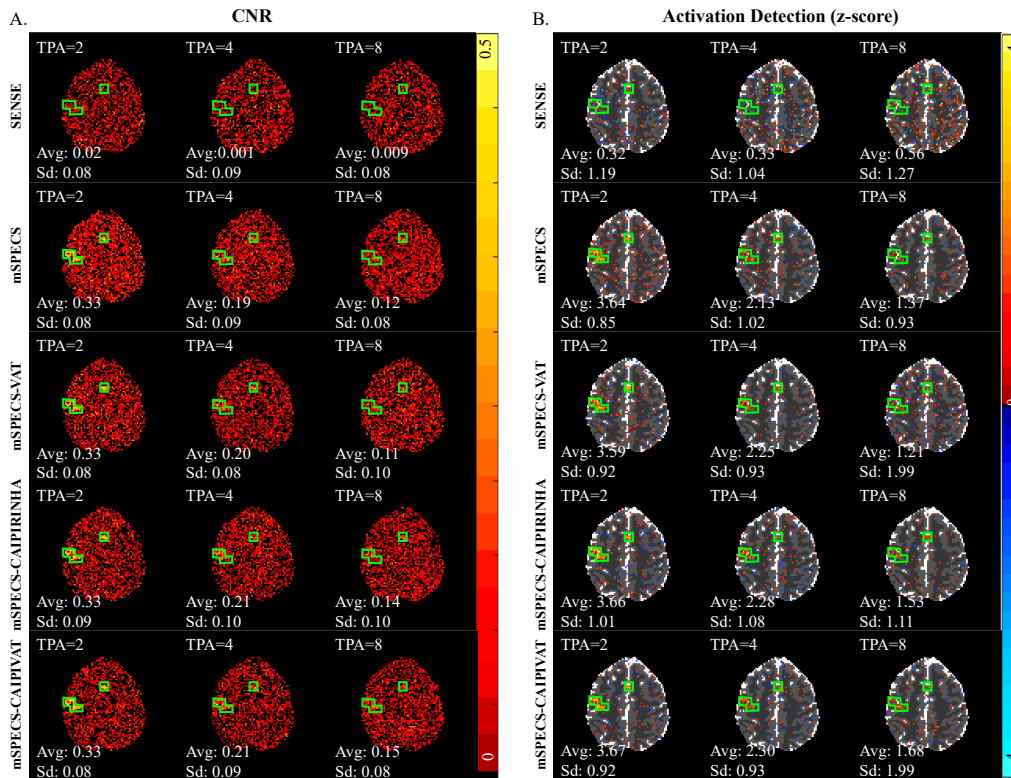 A.
CNR
TPA=2
TPA=4
TPA=8
0.5
SENSE
Avg: 0.02
Sd: 0.08
Avg:0.001
Sd: 0.09
Avg: 0.009
Sd: 0.08
TPA=2
TPA=4
TPA=8
mSPECS
Avg: 0.33
Sd: 0.08
Avg: 0.19
Sd: 0.09
Avg: 0.12
Sd: 0.08
TPA=2
TPA=4
TPA=8
mSPECS-VAT
Avg: 0.33
Sd: 0.08
Avg: 0.20
Sd: 0.08
Avg: 0.11
Sd: 0.10
TPA=2
TPA=4
TPA=8
mSPECS-CAIPIRINHA
Avg: 0.33
Sd: 0.09
Avg: 0.21
Sd: 0.10
Avg: 0.14
Sd: 0.10
TPA=2
TPA=4
TPA=8
mSPECS-CAIPIVAT
Avg: 0.33
Sd: 0.08
Avg: 0.21
Sd: 0.09
Avg: 0.15
Sd: 0.08
0
B.
Activation Detection (z-score)
TPA=2
TPA=4
TPA=8
SENSE
Avg: 0.32
Sd: 1.19
Avg: 0.33
Sd: 1.04
Avg: 0.56
Sd: 1.27
TPA=2
TPA=4
TPA=8
mSPECS
Avg: 3.64
Sd: 0.85
Avg: 2.13
Sd: 1.02
Avg: 1.37
Sd: 0.93
TPA=2
TPA=4
TPA=8
mSPECS-VAT
Avg: 3.59
Sd: 0.92
Avg: 2.25
Sd: 0.93
Avg: 1.21
Sd: 1.99
TPA=2
TPA=4
TPA=8
mSPECS-CAIPIRINHA
Avg: 3.66
Sd: 1.01
Avg: 2.28
Sd: 1.08
Avg: 1.53
Sd: 1.11
TPA=2
TPA=4
TPA=8
mSPECS-CAIPIVAT
Avg: 3.67
Sd: 0.92
Avg: 2.30
Sd: 0.93
Avg: 1.68
Sd: 1.99